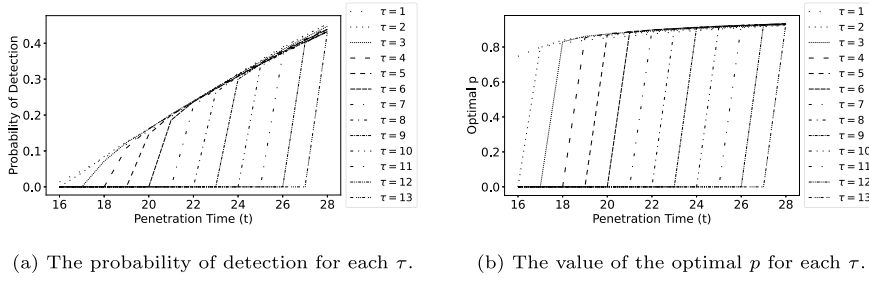 0.4
0.3
0.2
0.1
0.0
Probability of Detection
16 18 20 22 24 26 28
Penetration Time (t)
τ = 1
τ = 2
τ = 3
τ = 4
τ = 5
τ = 6
τ = 7
τ = 8
τ = 9
τ = 10
τ = 11
τ = 12
τ = 13
(a) The probability of detection for each τ.
0.8
0.6
0.4
0.2
0.0
Optimal p
16 18 20 22 24 26 28
Penetration Time (t)
τ = 1
τ = 2
τ = 3
τ = 4
τ = 5
τ = 6
τ = 7
τ = 8
τ = 9
τ = 10
τ = 11
τ = 12
τ = 13
(b) The value of the optimal p for each τ.